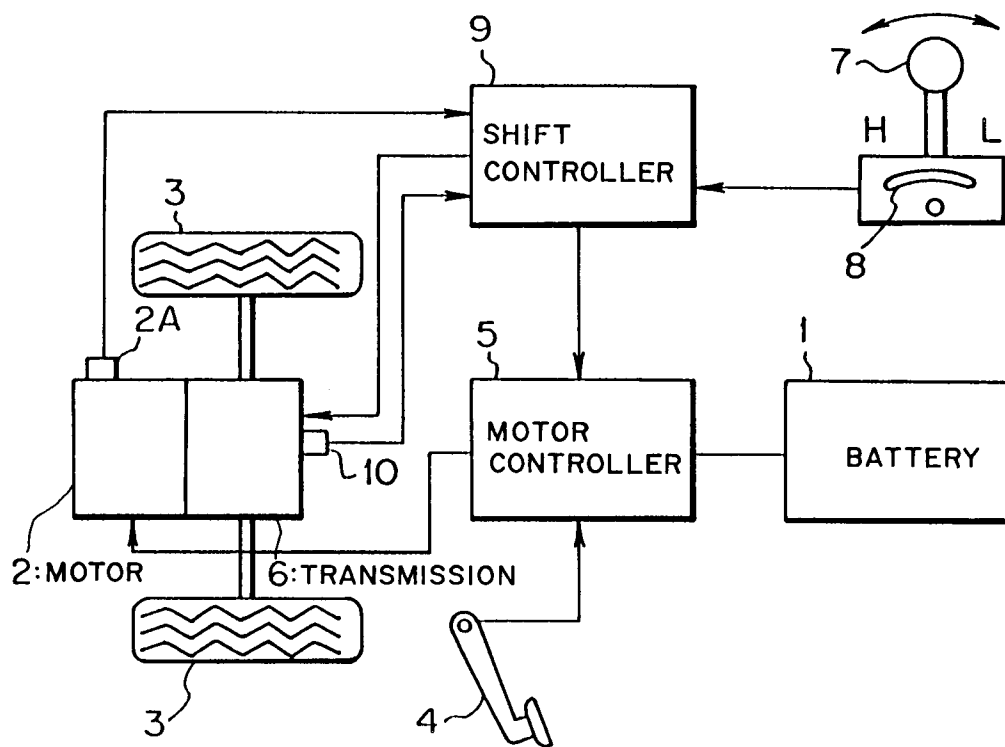 9
7
SHIFT
CONTROLLER
H
L
8
3
2A
5
1
MOTOR
CONTROLLER
BATTERY
10
2:MOTOR
6:TRANSMISSION
3
4